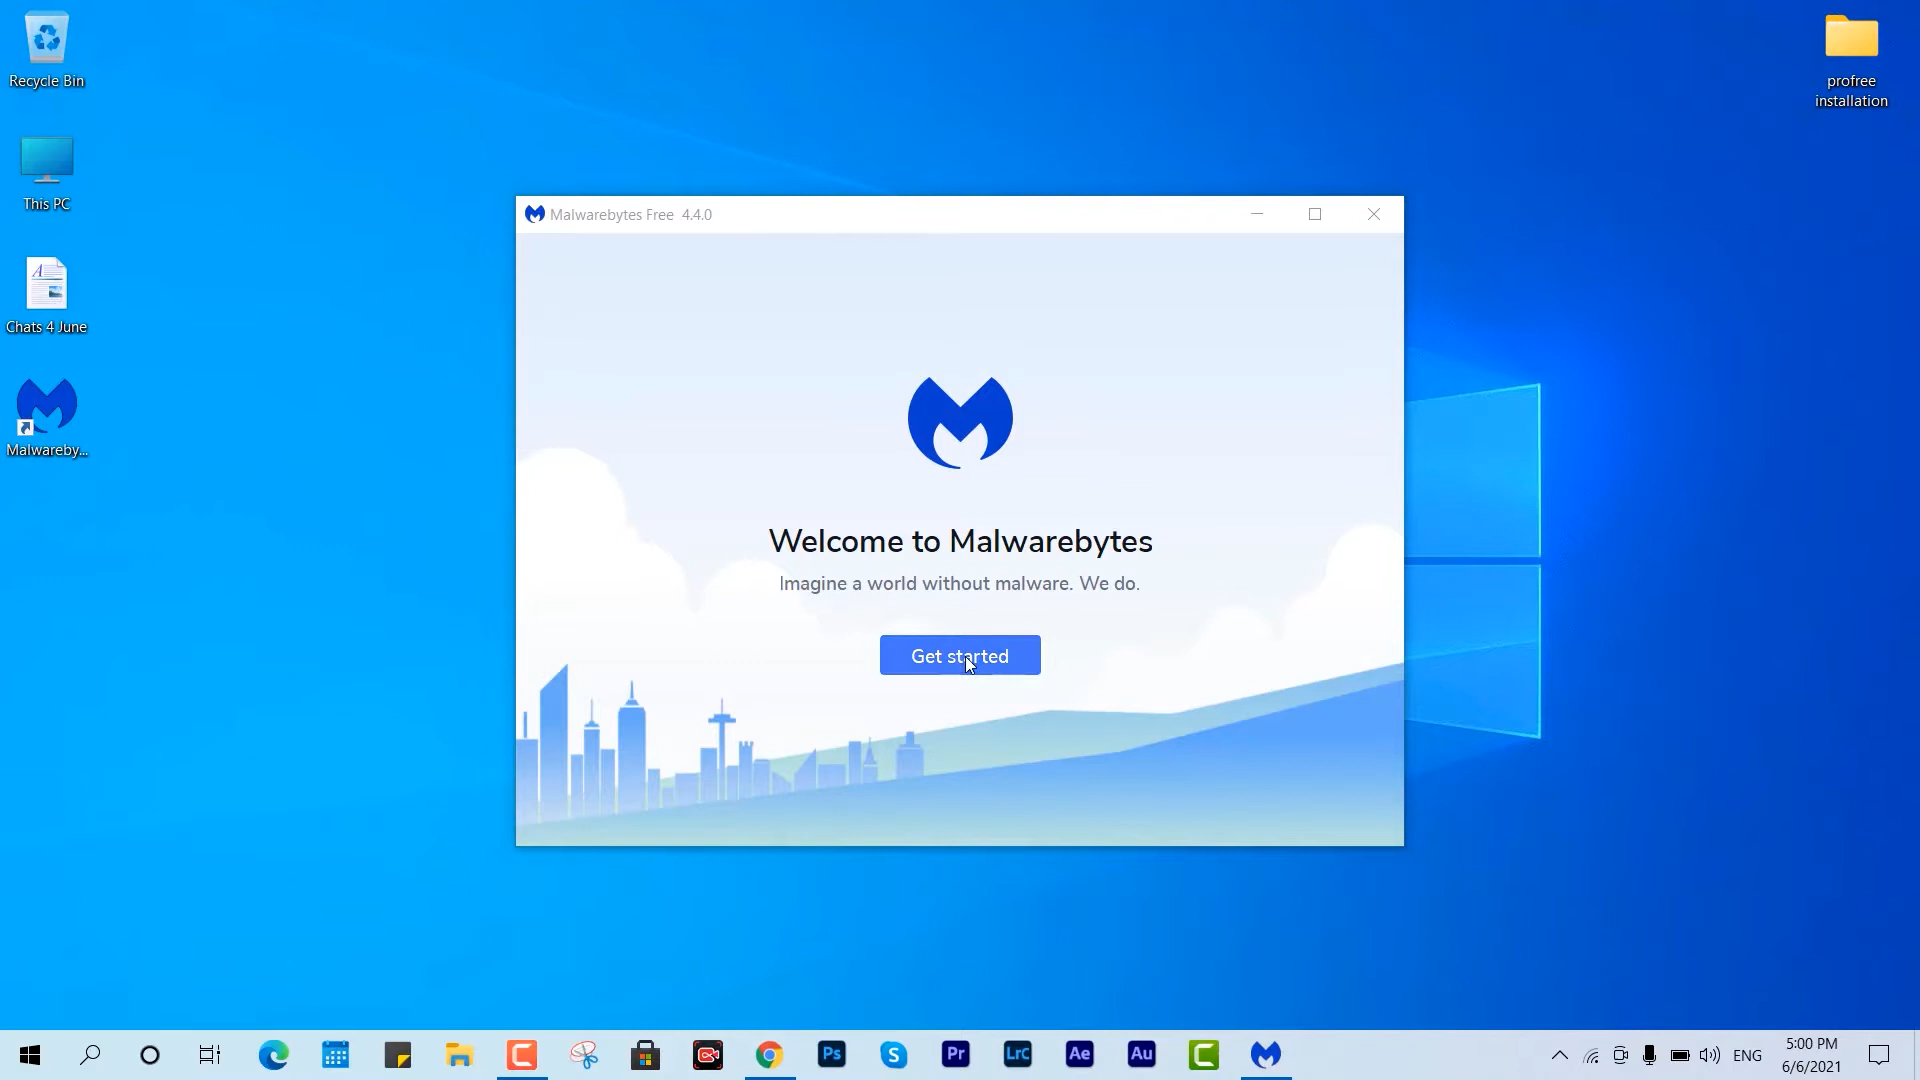 Recycle Bin
This PC
Chats 4 June
Malwareby...
profree
installation
Malwarebytes Free 4.4.0
Welcome to Malwarebytes
Imagine a world without malware. We do.
Get started
Ps
S
Pr
LrC
Ae
Au
ENG
5:00 PM
6/6/2021